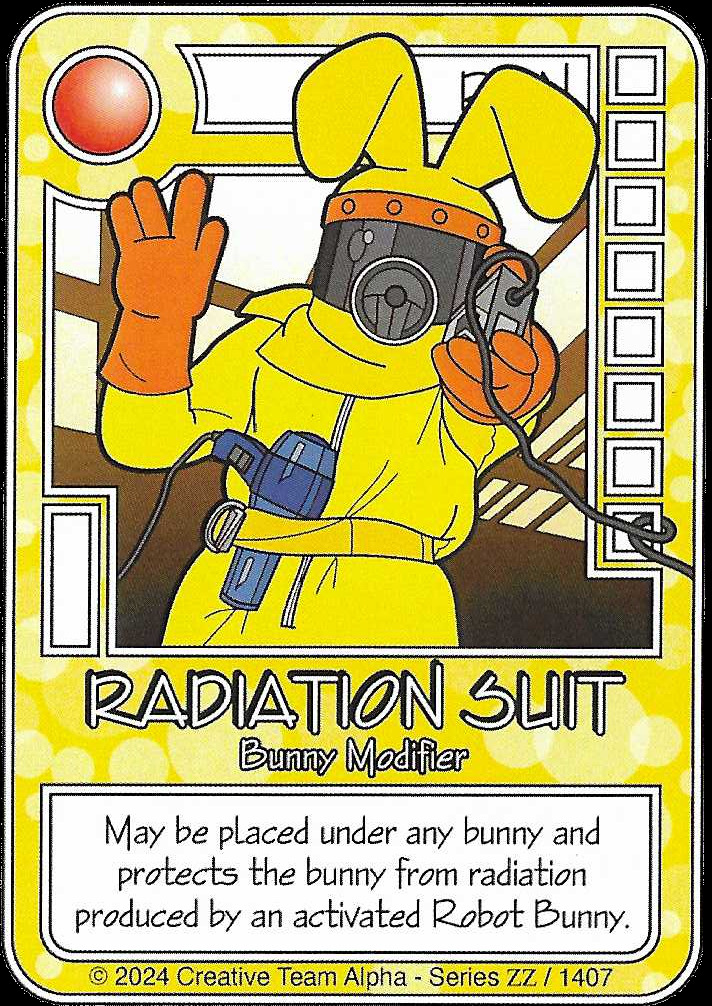 RADIATION SUIT
Bunny Modifier
May be placed under any bunny and
protects the bunny from radiation
produced by an activated Robot Bunny.
© 2024 Creative Team Alpha - Series ZZ / 1407